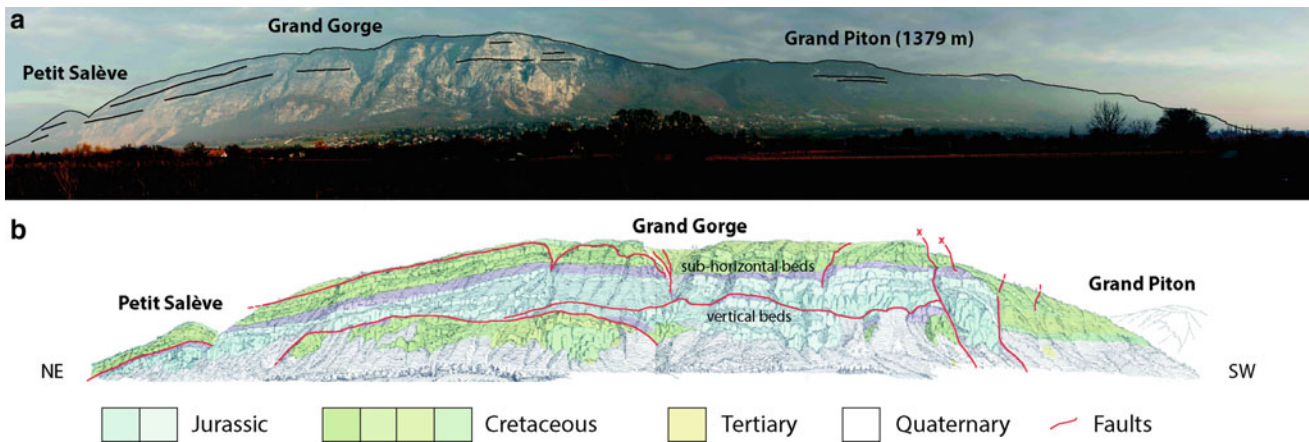 a
Grand Gorge
Grand Piton (1379 m)
Petit Salève
b
Grand Gorge
x
x
sub-horizontal beds
Petit Salève
Grand Piton
vertical beds
NE
SW
Jurassic
Cretaceous
Tertiary
Quaternary
Faults